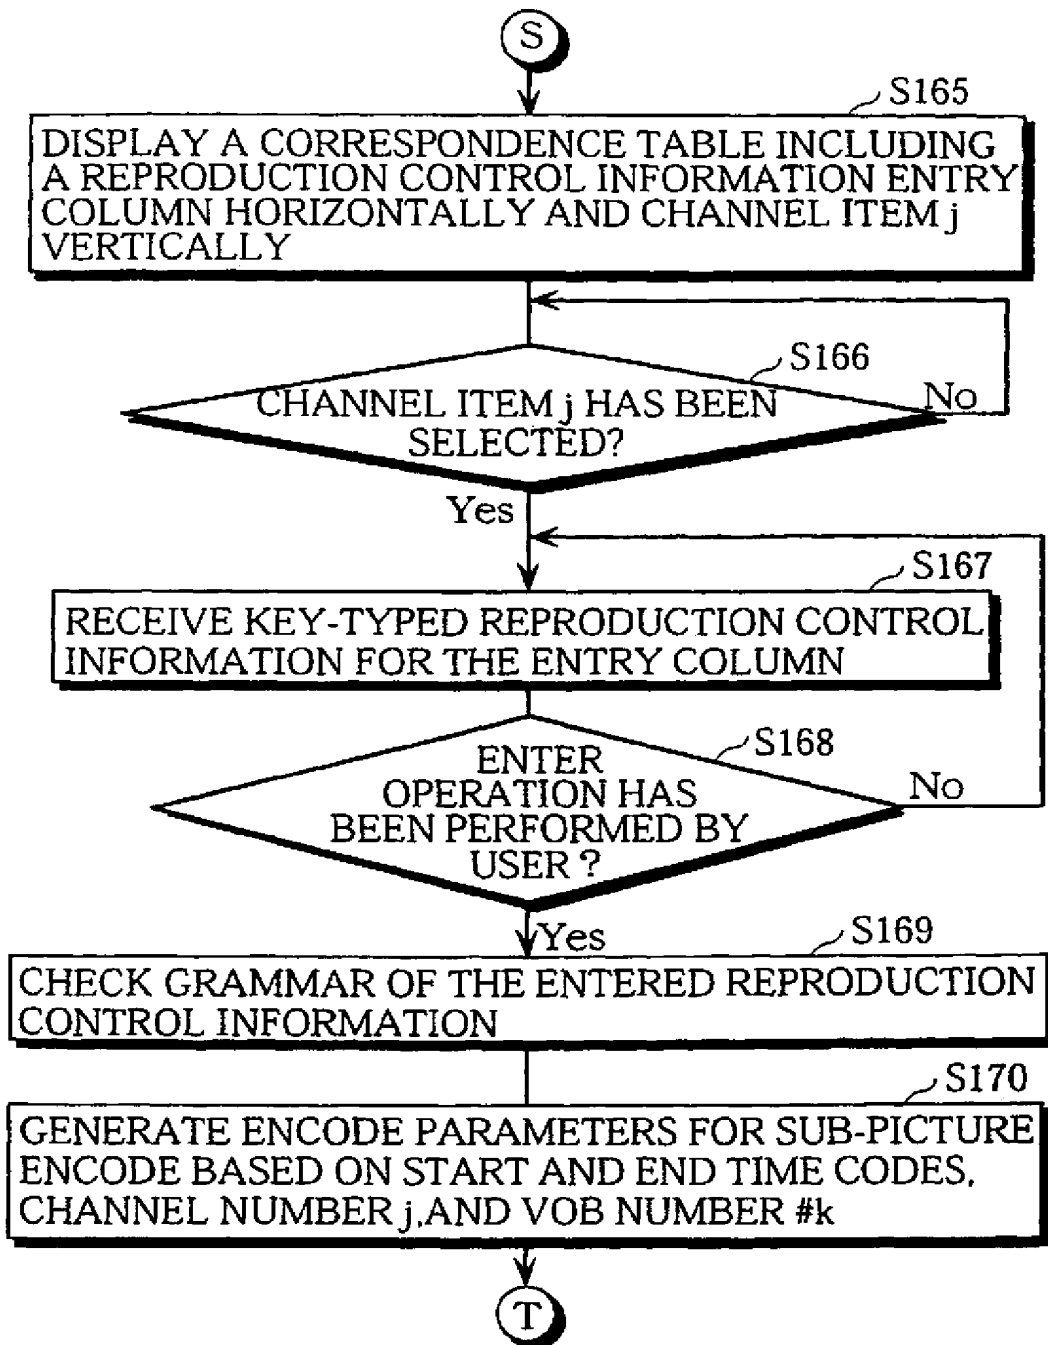 S
S165
DISPLAY A CORRESPONDENCE TABLE INCLUDING
A REPRODUCTION CONTROL INFORMATION ENTRY
COLUMN HORIZONTALLY AND CHANNEL ITEM j
VERTICALLY
S166
CHANNEL ITEM j HAS BEEN
SELECTED?
No
Yes
S167
RECEIVE KEY-TYPED REPRODUCTION CONTROL
INFORMATION FOR THE ENTRY COLUMN
S168
ENTER
OPERATION HAS
BEEN PERFORMED BY
USER ?
No
Yes
S169
CHECK GRAMMAR OF THE ENTERED REPRODUCTION
CONTROL INFORMATION
S170
GENERATE ENCODE PARAMETERS FOR SUB-PICTURE
ENCODE BASED ON START AND END TIME CODES,
CHANNEL NUMBER j,AND VOB NUMBER #k
T